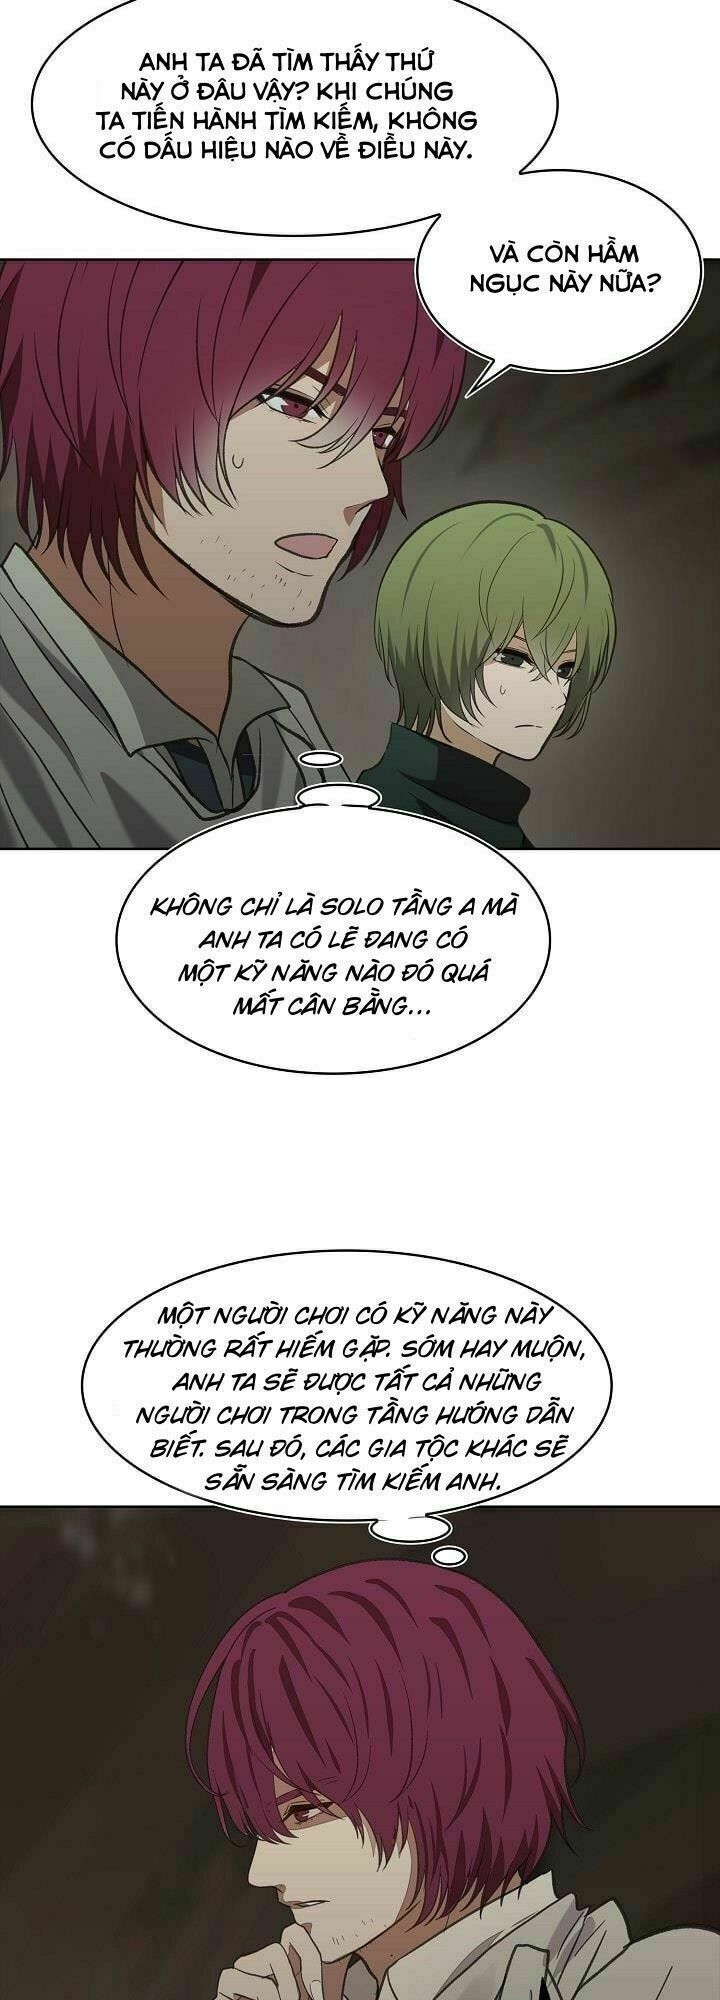 ANH TA ĐÃ TÌM THẤY THỨ
NÀY Ở ĐÂU VẬY? KHI CHÚNG
TA TIẾN HÀNH TÌM KIẾM, KHÔNG
CÓ DẤU HIỆU NÀO VỀ ĐIỀU NÀY.
VÀ CÒN HẦM
NGỤC NÀY NỮA?
KHÔNG CHỈ LÀ SOLO TẦNG A MÀ
ANH TA CÓ LẼ ĐANG CÓ
MỘT KỸ NĂNG NÀO ĐÓ QUÁ
MẤT CÂN BẰNG...
MỘT NGƯỜI CHƠI CÓ KỸ NĂNG NÀY
THƯỜNG RẤT HIẾM GẶP. SỚM HAY MUỘN,
ANH TA SẼ ĐƯỢC TẤT CẢ NHỮNG
NGƯỜI CHƠI TRONG TẦNG HƯỚNG DẪN
BIẾT. SAU ĐÓ, CÁC GIA TỘC KHÁC SẼ
SẴN SÀNG TÌM KIẾM ANH.